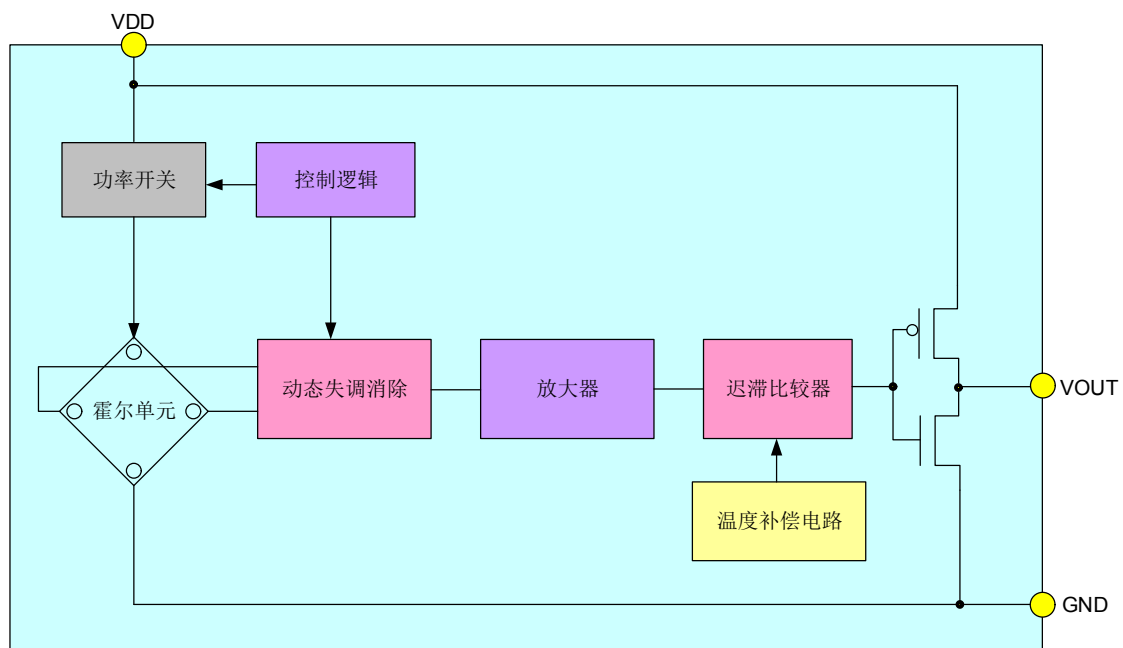 VDD
功率开关
控制逻辑
霍尔单元
动态失调消除
放大器
迟滞比较器
VOUT
温度补偿电路
GND